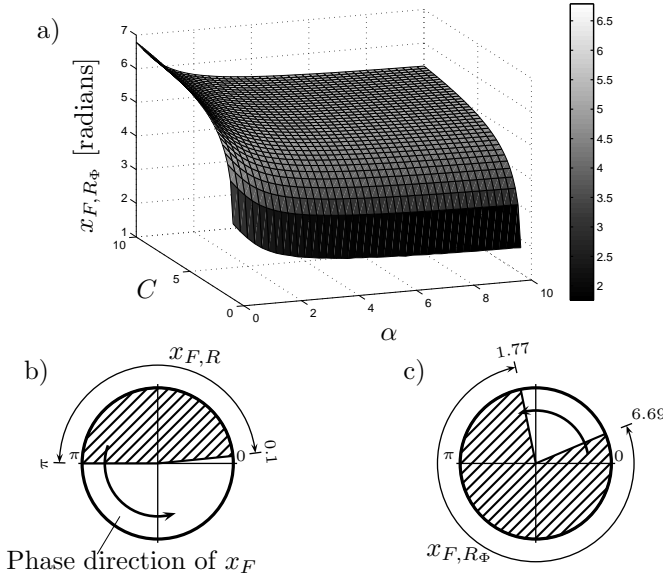 a)
x_{F,R_Φ} [radians]
7
6
5
4
3
2
1
10
5
0
C
0
2
4
6
8
10
α
6.5
6
5.5
5
4.5
4
3.5
3
2.5
2
b)
x_{F,R}
π
π
0
0.1
Phase direction of x_F
c)
1.77
6.69
π
0
x_{F,R_Φ}